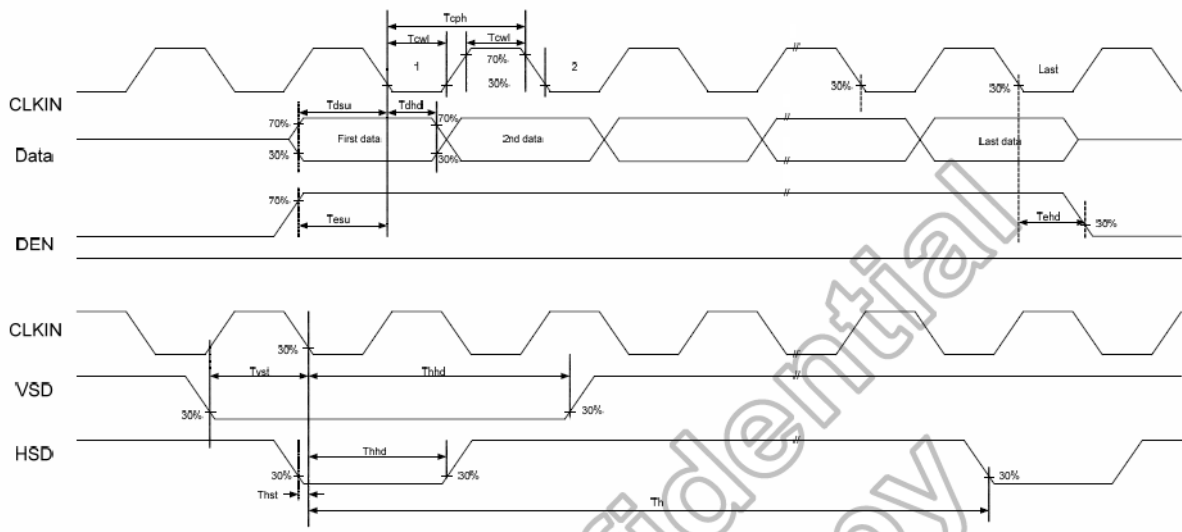 Tcph
Tcwl Tcwl
1 70% 2 Last
30% 30% 30%
CLKIN
Tdsu Tdhd
70% 70%
First data 2nd data Last data
Data
30% 30%
70%
Tesu Tehd
DEN 30%
CLKIN
30%
Tvst Thhd
VSD
30% 30%
HSD
Thhd
30% 30% 30%
Thst
Th
fidential
py